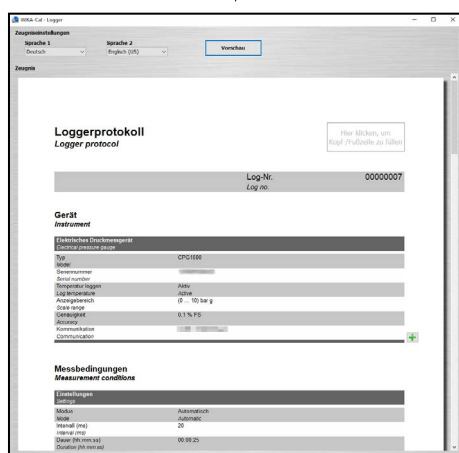 WIKA-Cal - Logger
Zeugniseinstellungen
Sprache 1
Sprache 2
Deutsch
Englisch (US)
Vorschau
Zeugnis
Loggerprotokoll
Logger protocol
Hier klicken, um
Kopf-/Fußzeile zu füllen
Log-Nr. 00000007
Log no.
Gerät
Instrument
Elektrisches Druckmessgerät
Electrical pressure gauge
Typ CPG1500
Model
Seriennummer
Serial number
Temperatur loggen Aktiv
Log temperature Active
Anzeigebereich (0 ... 10) bar g
Scale range
Genauigkeit 0,1 % FS
Accuracy
Kommunikation
Communication
Messbedingungen
Measurement conditions
Einstellungen
Settings
Modus Automatisch
Mode Automatic
Intervall (ms) 20
Interval (ms)
Dauer (hh:mm:ss) 00:00:25
Duration (hh:mm:ss)